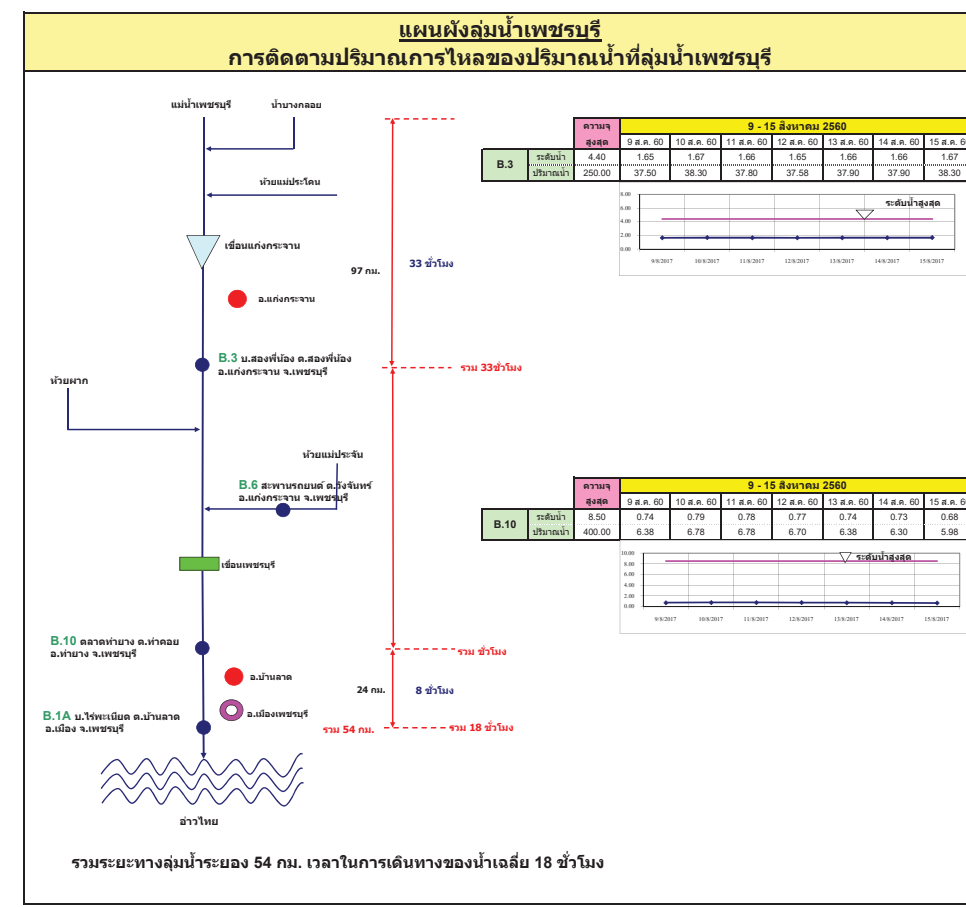 แผนผังลุ่มน้ำเพชรบุรี
การติดตามปริมาณการไหลของปริมาณน้ำที่ลุ่มน้ำเพชรบุรี
แม่น้ำเพชรบุรี น้ำบางกลอย
ห้วยแม่ประโดน
เขื่อนแก่งกระจาน
97 กม. 33 ชั่วโมง
อ.แก่งกระจาน
B.3 บ.สองพี่น้อง ต.สองพี่น้อง
อ.แก่งกระจาน จ.เพชรบุรี
รวม 33ชั่วโมง
ห้วยผาก
ห้วยแม่ประจัน
B.6 สะพานรถยนต์ ต.วังจันทร์
อ.แก่งกระจาน จ.เพชรบุรี
เขื่อนเพชรบุรี
B.10 ตลาดท่ายาง ต.ท่าคอย
อ.ท่ายาง จ.เพชรบุรี
รวม ชั่วโมง
อ.บ้านลาด
24 กม. 8 ชั่วโมง
B.1A บ.ไร่พะเนียด ต.บ้านลาด
อ.เมือง จ.เพชรบุรี
อ.เมืองเพชรบุรี
รวม 54 กม. รวม 18 ชั่วโมง
อ่าวไทย
รวมระยะทางลุ่มน้ำระยอง 54 กม. เวลาในการเดินทางของน้ำเฉลี่ย 18 ชั่วโมง
ความจุ 9 - 15 สิงหาคม 2560
สูงสุด 9 ส.ค. 60 10 ส.ค. 60 11 ส.ค. 60 12 ส.ค. 60 13 ส.ค. 60 14 ส.ค. 60 15 ส.ค. 60
B.3 ระดับน้ำ 4.40 1.65 1.67 1.66 1.65 1.66 1.66 1.67
ปริมาณน้ำ 250.00 37.50 38.30 37.80 37.58 37.90 37.90 38.30
8.00
6.00
4.00
2.00
0.00
ระดับน้ำสูงสุด
9/8/2017 10/8/2017 11/8/2017 12/8/2017 13/8/2017 14/8/2017 15/8/2017
ความจุ 9 - 15 สิงหาคม 2560
สูงสุด 9 ส.ค. 60 10 ส.ค. 60 11 ส.ค. 60 12 ส.ค. 60 13 ส.ค. 60 14 ส.ค. 60 15 ส.ค. 60
B.10 ระดับน้ำ 8.50 0.74 0.79 0.78 0.77 0.74 0.73 0.68
ปริมาณน้ำ 400.00 6.38 6.78 6.78 6.70 6.38 6.30 5.98
10.00
8.00
6.00
4.00
2.00
0.00
ระดับน้ำสูงสุด
9/8/2017 10/8/2017 11/8/2017 12/8/2017 13/8/2017 14/8/2017 15/8/2017